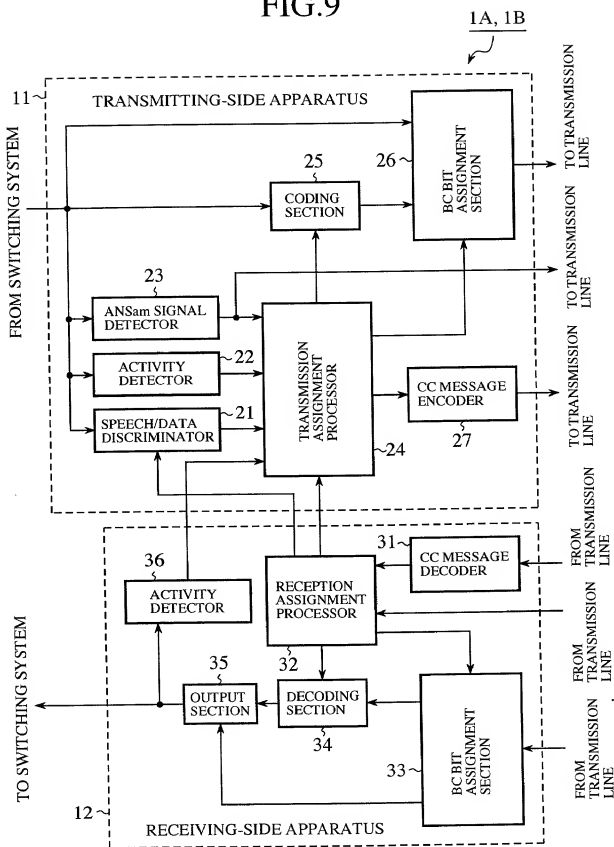 FIG.9
1A, 1B
11
TRANSMITTING-SIDE APPARATUS
FROM SWITCHING SYSTEM
26
BC BIT
ASSIGNMENT
SECTION
TO TRANSMISSION
LINE
25
CODING
SECTION
TO TRANSMISSION
LINE
23
ANSam SIGNAL
DETECTOR
22
ACTIVITY
DETECTOR
21
SPEECH/DATA
DISCRIMINATOR
TRANSMISSION
ASSIGNMENT
PROCESSOR
24
CC MESSAGE
ENCODER
27
TO TRANSMISSION
LINE
31
CC MESSAGE
DECODER
FROM
TRANSMISSION
LINE
36
ACTIVITY
DETECTOR
RECEPTION
ASSIGNMENT
PROCESSOR
32
FROM
TRANSMISSION
LINE
TO SWITCHING SYSTEM
35
OUTPUT
SECTION
DECODING
SECTION
34
33
BC BIT
ASSIGNMENT
SECTION
FROM
TRANSMISSION
LINE
12
RECEIVING-SIDE APPARATUS